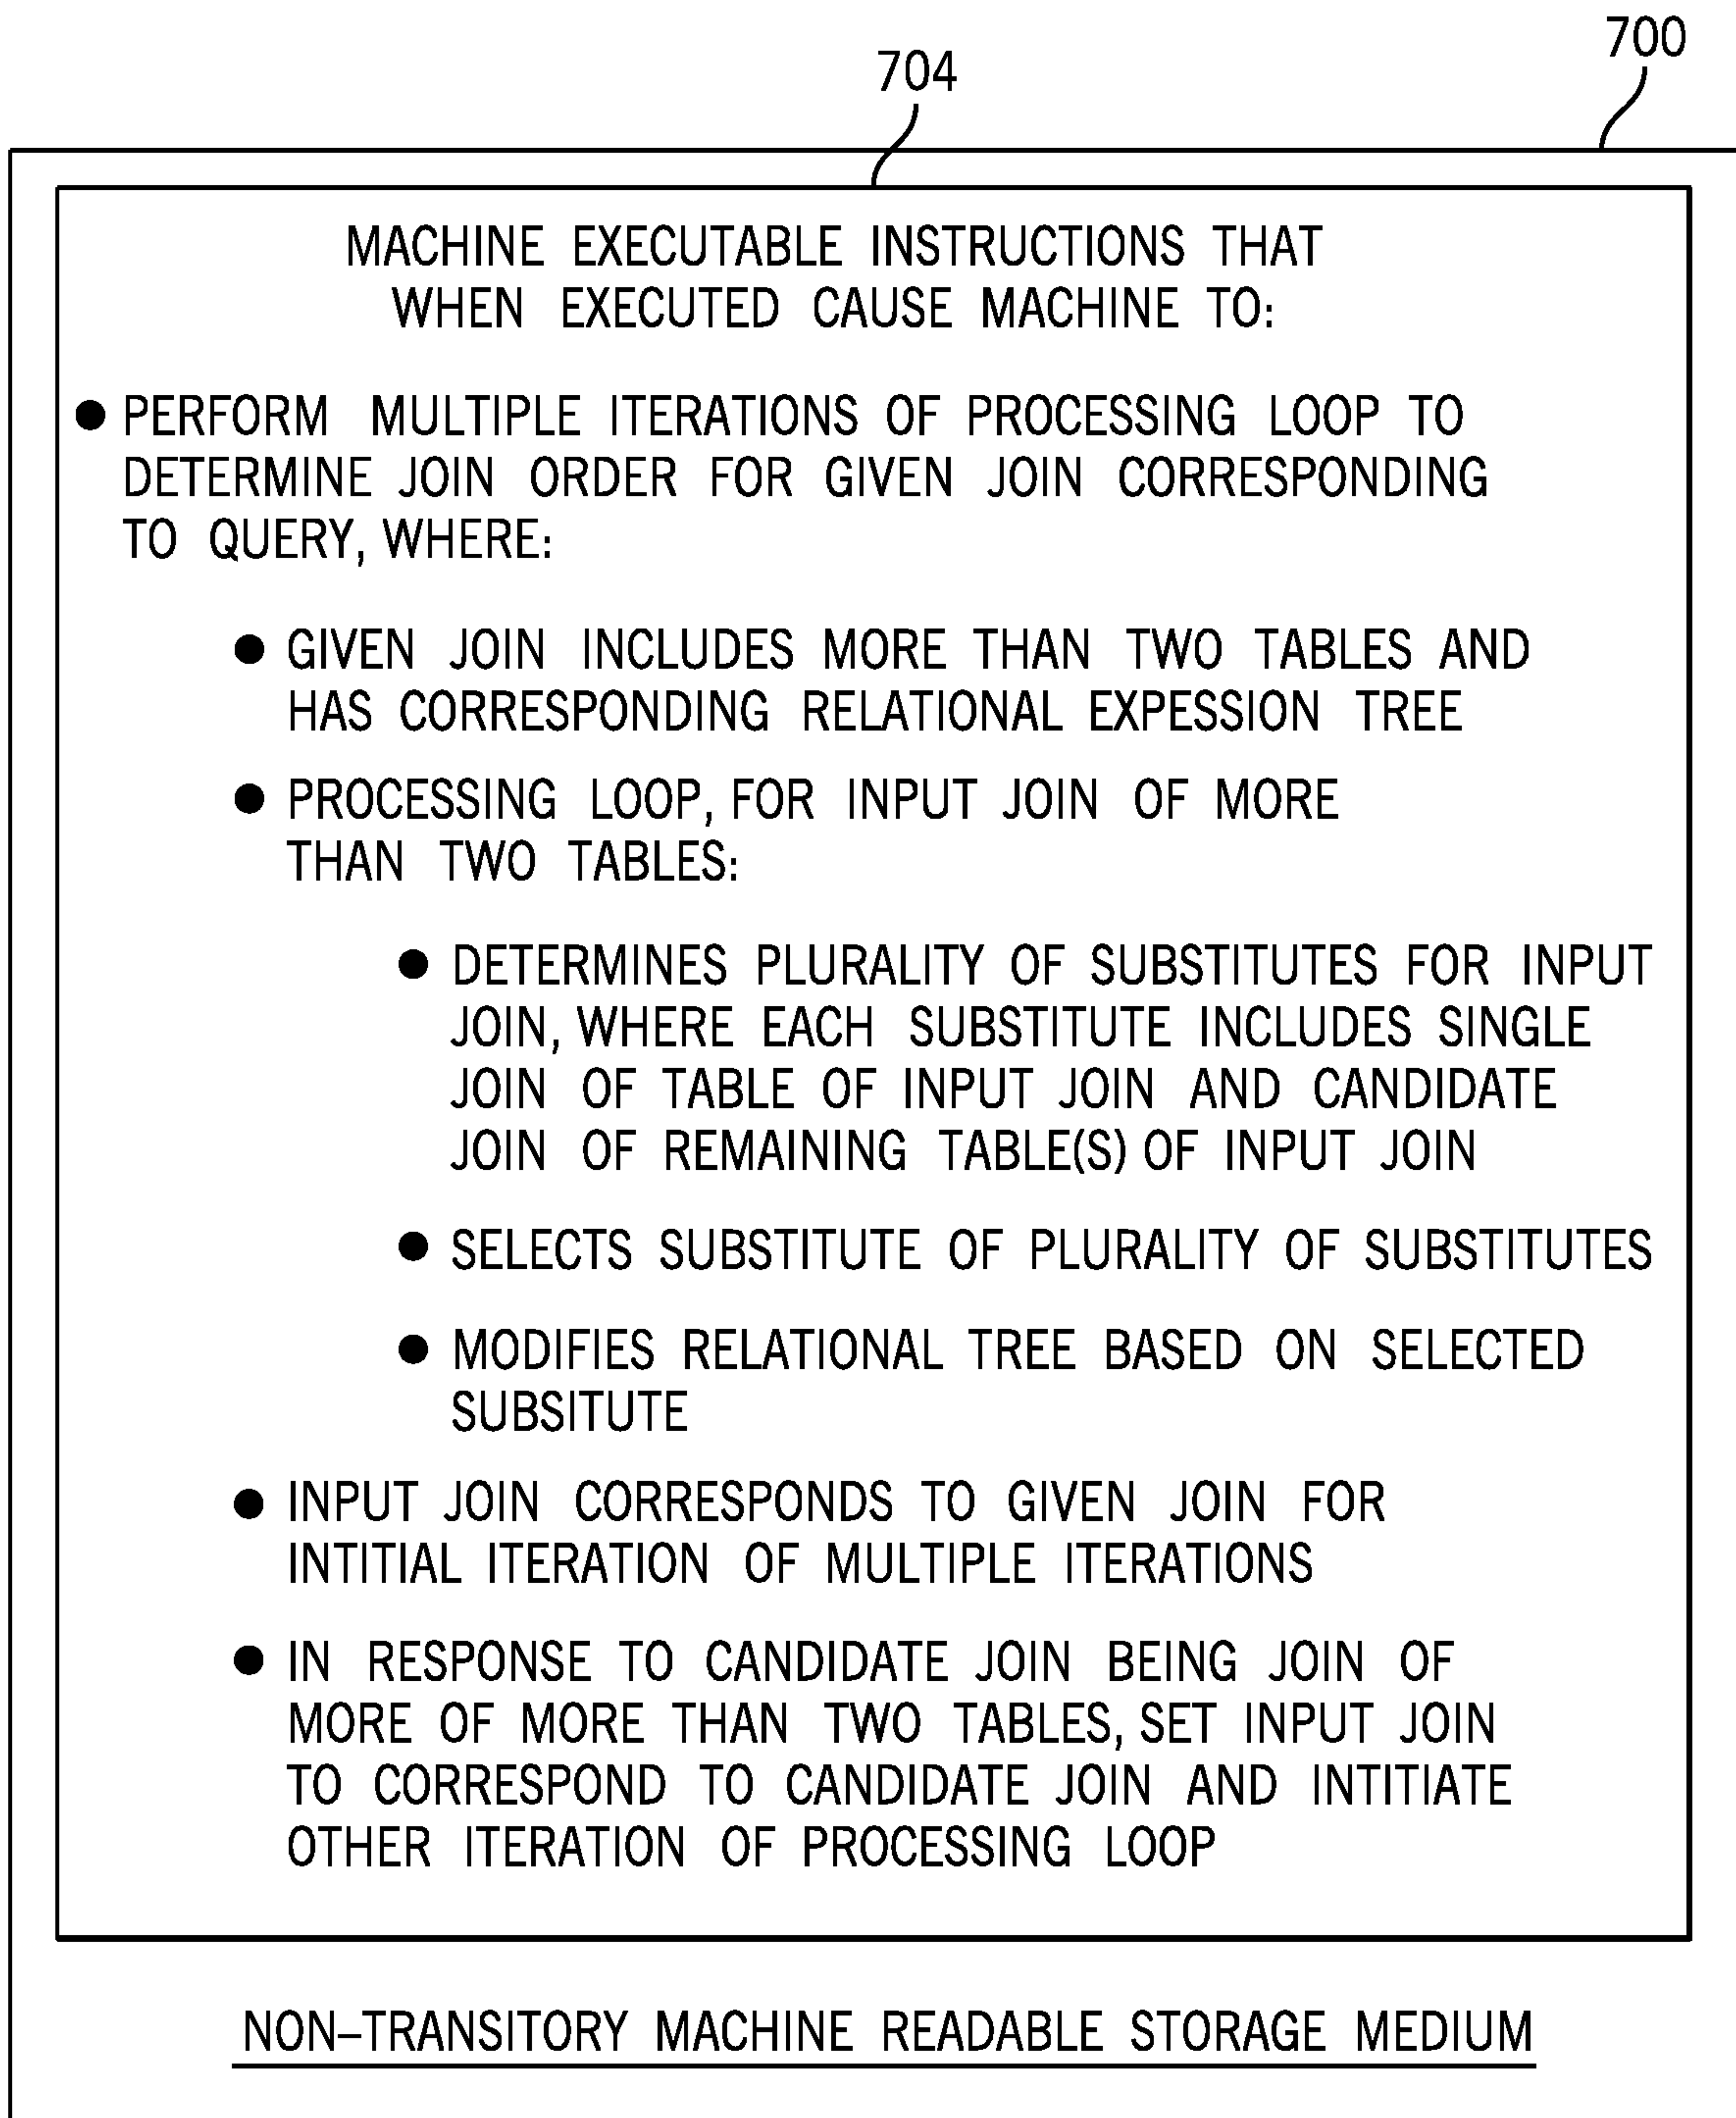 700
704
MACHINE EXECUTABLE INSTRUCTIONS THAT
WHEN EXECUTED CAUSE MACHINE TO:
● PERFORM MULTIPLE ITERATIONS OF PROCESSING LOOP TO
DETERMINE JOIN ORDER FOR GIVEN JOIN CORRESPONDING
TO QUERY, WHERE:
● GIVEN JOIN INCLUDES MORE THAN TWO TABLES AND
HAS CORRESPONDING RELATIONAL EXPESSION TREE
● PROCESSING LOOP, FOR INPUT JOIN OF MORE
THAN TWO TABLES:
● DETERMINES PLURALITY OF SUBSTITUTES FOR INPUT
JOIN, WHERE EACH SUBSTITUTE INCLUDES SINGLE
JOIN OF TABLE OF INPUT JOIN AND CANDIDATE
JOIN OF REMAINING TABLE(S) OF INPUT JOIN
● SELECTS SUBSTITUTE OF PLURALITY OF SUBSTITUTES
● MODIFIES RELATIONAL TREE BASED ON SELECTED
SUBSITUTE
● INPUT JOIN CORRESPONDS TO GIVEN JOIN FOR
INTITIAL ITERATION OF MULTIPLE ITERATIONS
● IN RESPONSE TO CANDIDATE JOIN BEING JOIN OF
MORE OF MORE THAN TWO TABLES, SET INPUT JOIN
TO CORRESPOND TO CANDIDATE JOIN AND INTITIATE
OTHER ITERATION OF PROCESSING LOOP
NON-TRANSITORY MACHINE READABLE STORAGE MEDIUM